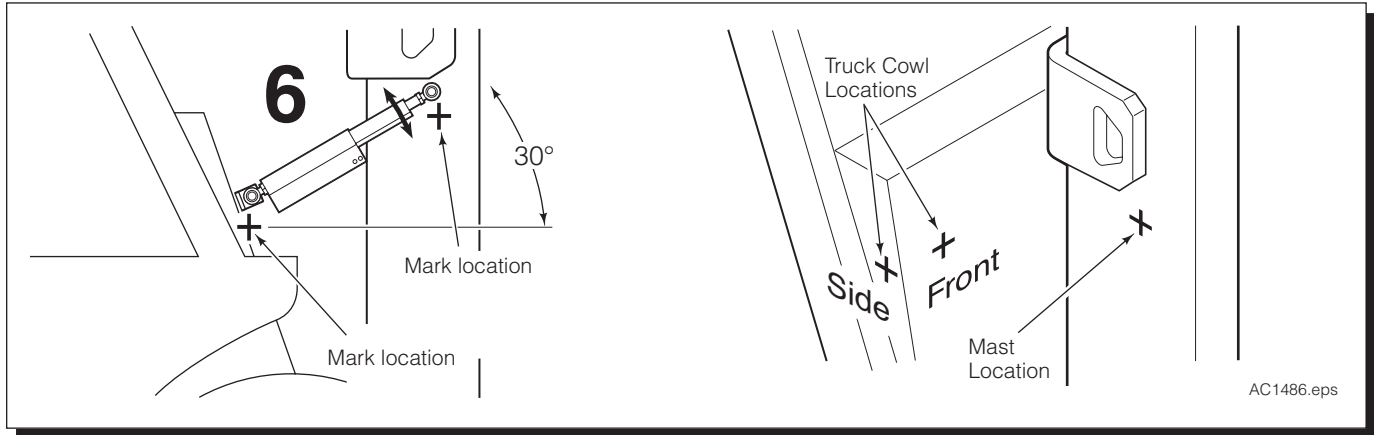 6
30°
Mark location
Mark location
Truck Cowl
Locations
Side
Front
Mast
Location
AC1486.eps